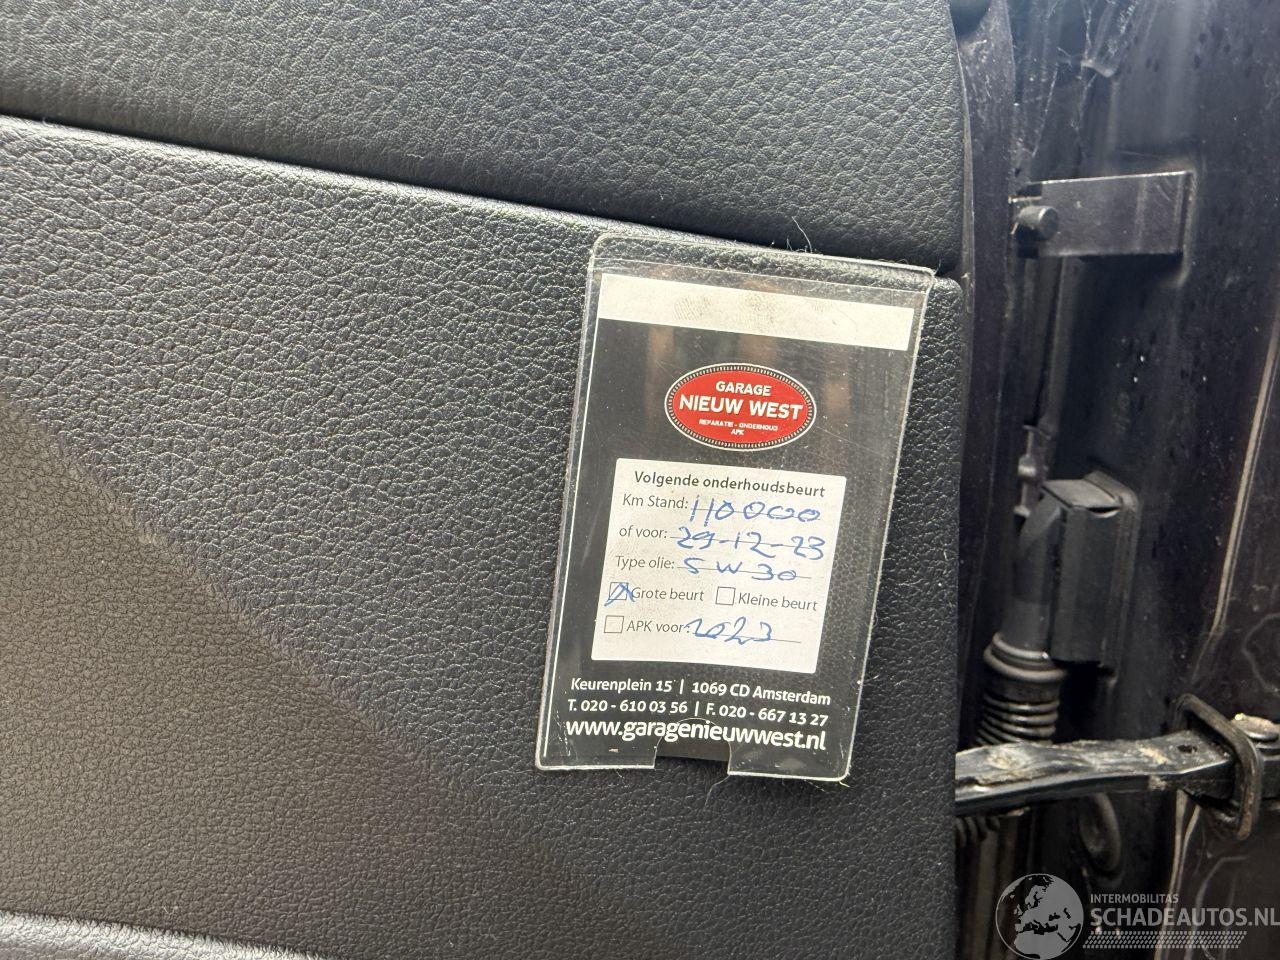 GARAGE
NIEUW WEST
REPARATIE - ONDERHOUD
APK
Volgende onderhoudsbeurt
Km Stand: 110000
of voor: 29-12-23
Type olie: 5 W 30
Grote beurt Kleine beurt
APK voor: 2023
Keurenplein 15 | 1069 CD Amsterdam
T. 020 - 610 03 56 | F. 020 - 667 13 27
www.garagenieuwwest.nl
INTERMOBILITAS
SCHADEAUTOS.NL